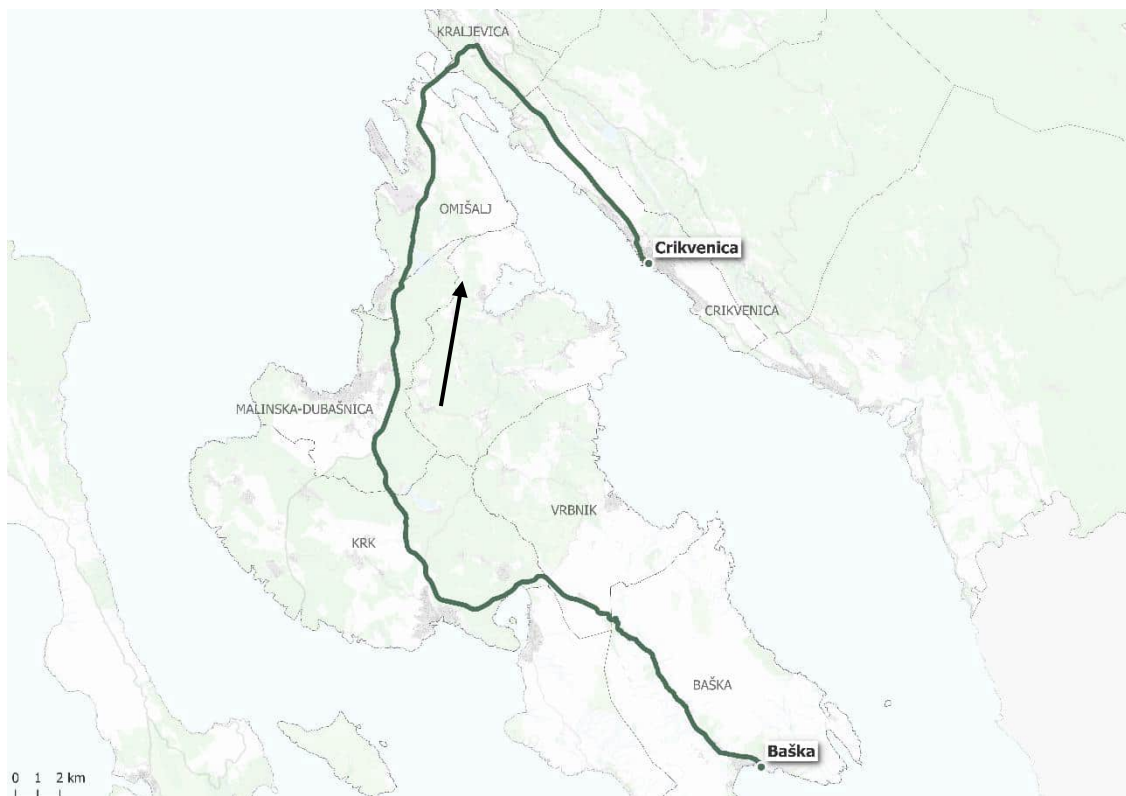 KRALJEVICA
OMIŠALJ
Crikvenica
CRIKVENICA
MALINSKA-DUBAŠNICA
VRBNIK
KRK
BAŠKA
Baška
0 1 2 km